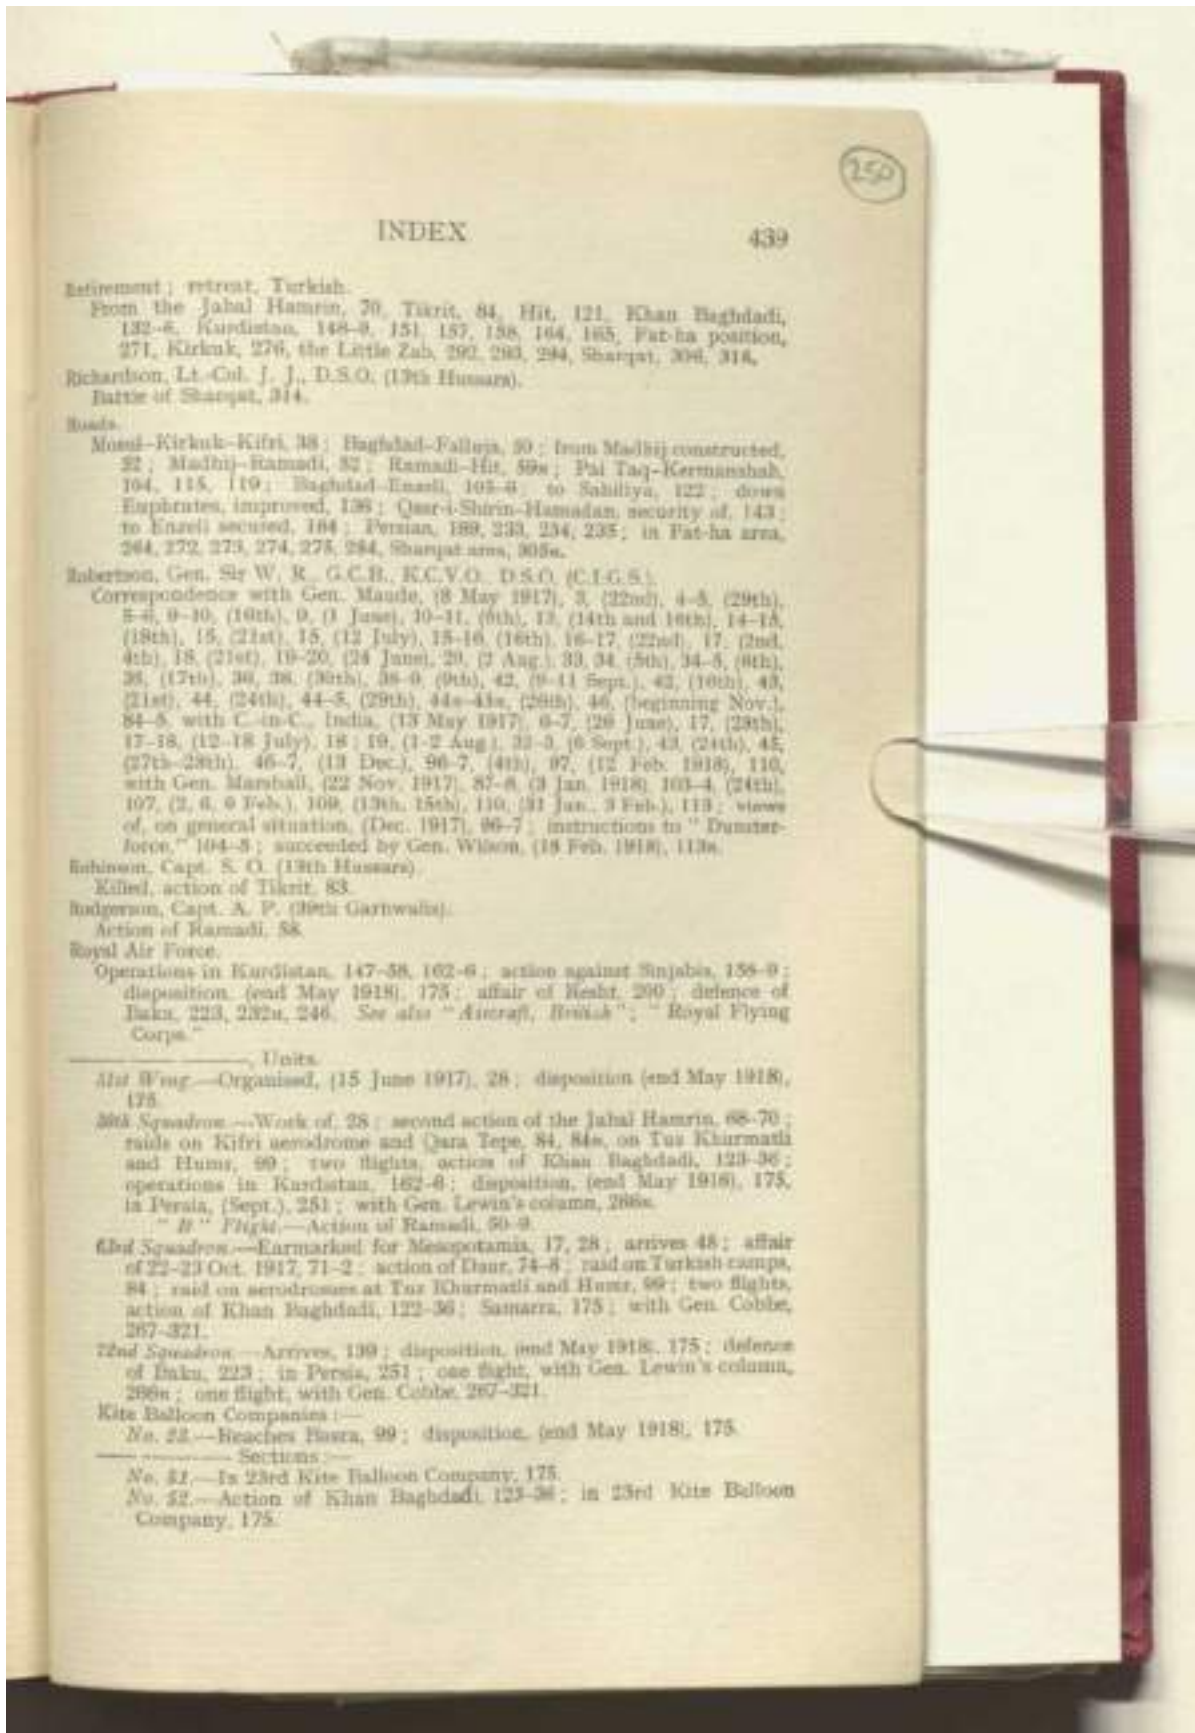 250
INDEX
439
Retirement ; retreat, Turkish.
From the Jabal Hamrin, 70, Tikrit, 84, Hit, 121, Khan Baghdadi,
132–6, Kurdistan, 148–9, 151, 157, 158, 164, 165, Fat-ha position,
271, Kirkuk, 276, the Little Zab, 292, 293, 294, Sharqat, 306, 318.
Richardson, Lt.-Col. J. J., D.S.O. (13th Hussars).
Battle of Sharqat, 314.
Roads.
Mosul–Kirkuk–Kifri, 38 ; Baghdad–Falluja, 50 ; from Madhij constructed,
52 ; Madhij–Ramadi, 52 ; Ramadi–Hit, 59n ; Pai Taq–Kermanshah,
104, 115, 119 ; Baghdad–Enzeli, 105–6 ; to Sahiliya, 122 ; down
Euphrates, improved, 136 ; Qasr-i-Shirin–Hamadan, security of, 143 ;
to Enzeli secured, 184 ; Persian, 189, 233, 234, 235 ; in Fat-ha area,
264, 272, 273, 274, 275, 284, Sharqat area, 305n.
Robertson, Gen. Sir W. R., G.C.B., K.C.V.O., D.S.O. (C.I.G.S.).
Correspondence with Gen. Maude, (8 May 1917), 3, (22nd), 4–5, (29th),
5–6, 9–10, (16th), 9, (1 June), 10–11, (6th), 13, (14th and 16th), 14–15,
(18th), 15, (21st), 15, (12 July), 15–16, (16th), 16–17, (22nd), 17, (2nd,
4th), 18, (21st), 19–20, (24 June), 29, (2 Aug.), 33, 34, (5th), 34–5, (8th),
(17th), 36, 38, (30th), 38–9, (9th), 42, (9–11 Sept.), 42, (16th), 43,
(21st), 44, (24th), 44–5, (29th), 44n–45n, (26th), 46, (beginning Nov.),
84–5, with C.-in-C., India, (13 May 1917), 6–7, (26 June), 17, (28th),
17–18, (12–18 July), 18 ; 19, (1–2 Aug.), 32–3, (6 Sept.), 43, (24th), 45,
(27th–28th), 46–7, (13 Dec.), 96–7, (4th), 97, (12 Feb. 1918), 110,
with Gen. Marshall, (22 Nov. 1917), 87–8, (3 Jan. 1918), 103–4, (24th),
107, (2, 6, 9 Feb.), 109, (13th, 15th), 110, (31 Jan., 3 Feb.), 113 ; views
of, on general situation, (Dec. 1917), 96–7 ; instructions to “ Dunster-
force,” 104–5 ; succeeded by Gen. Wilson, (18 Feb. 1918), 113n.
Robinson, Capt. S. O. (13th Hussars).
Killed, action of Tikrit, 83.
Rodgerson, Capt. A. P. (39th Garhwalis).
Action of Ramadi, 58.
Royal Air Force.
Operations in Kurdistan, 147–58, 162–6 ; action against Sinjabis, 158–9 ;
disposition, (end May 1918), 175 ; affair of Resht, 200 ; defence of
Baku, 223, 232n, 246. See also “ Aircraft, British ” ; “ Royal Flying
Corps.”
——— ——— ———, Units.
31st Wing.—Organised, (15 June 1917), 28 ; disposition (end May 1918),
175.
30th Squadron.—Work of, 28 ; second action of the Jabal Hamrin, 68–70 ;
raids on Kifri aerodrome and Qara Tepe, 84, 84n, on Tuz Khurmatli
and Humr, 99 ; two flights, action of Khan Baghdadi, 123–36 ;
operations in Kurdistan, 162–6 ; disposition, (end May 1918), 175,
in Persia, (Sept.), 251 ; with Gen. Lewin's column, 266n.
“ B ” Flight.—Action of Ramadi, 50–9.
63rd Squadron.—Earmarked for Mesopotamia, 17, 28 ; arrives 48 ; affair
of 22–23 Oct. 1917, 71–2 ; action of Daur, 74–8 ; raid on Turkish camps,
84 ; raid on aerodromes at Tuz Khurmatli and Humr, 99 ; two flights,
action of Khan Baghdadi, 122–36 ; Samarra, 175 ; with Gen. Cobbe,
267–321.
72nd Squadron.—Arrives, 139 ; disposition, (end May 1918), 175 ; defence
of Baku, 223 ; in Persia, 251 ; one flight, with Gen. Lewin's column,
266n ; one flight, with Gen. Cobbe, 267–321.
Kite Balloon Companies :—
No. 23.—Reaches Basra, 99 ; disposition, (end May 1918), 175.
——— ——— Sections :—
No. 51.—In 23rd Kite Balloon Company, 175.
No. 52.—Action of Khan Baghdadi, 123–36 ; in 23rd Kite Balloon
Company, 175.